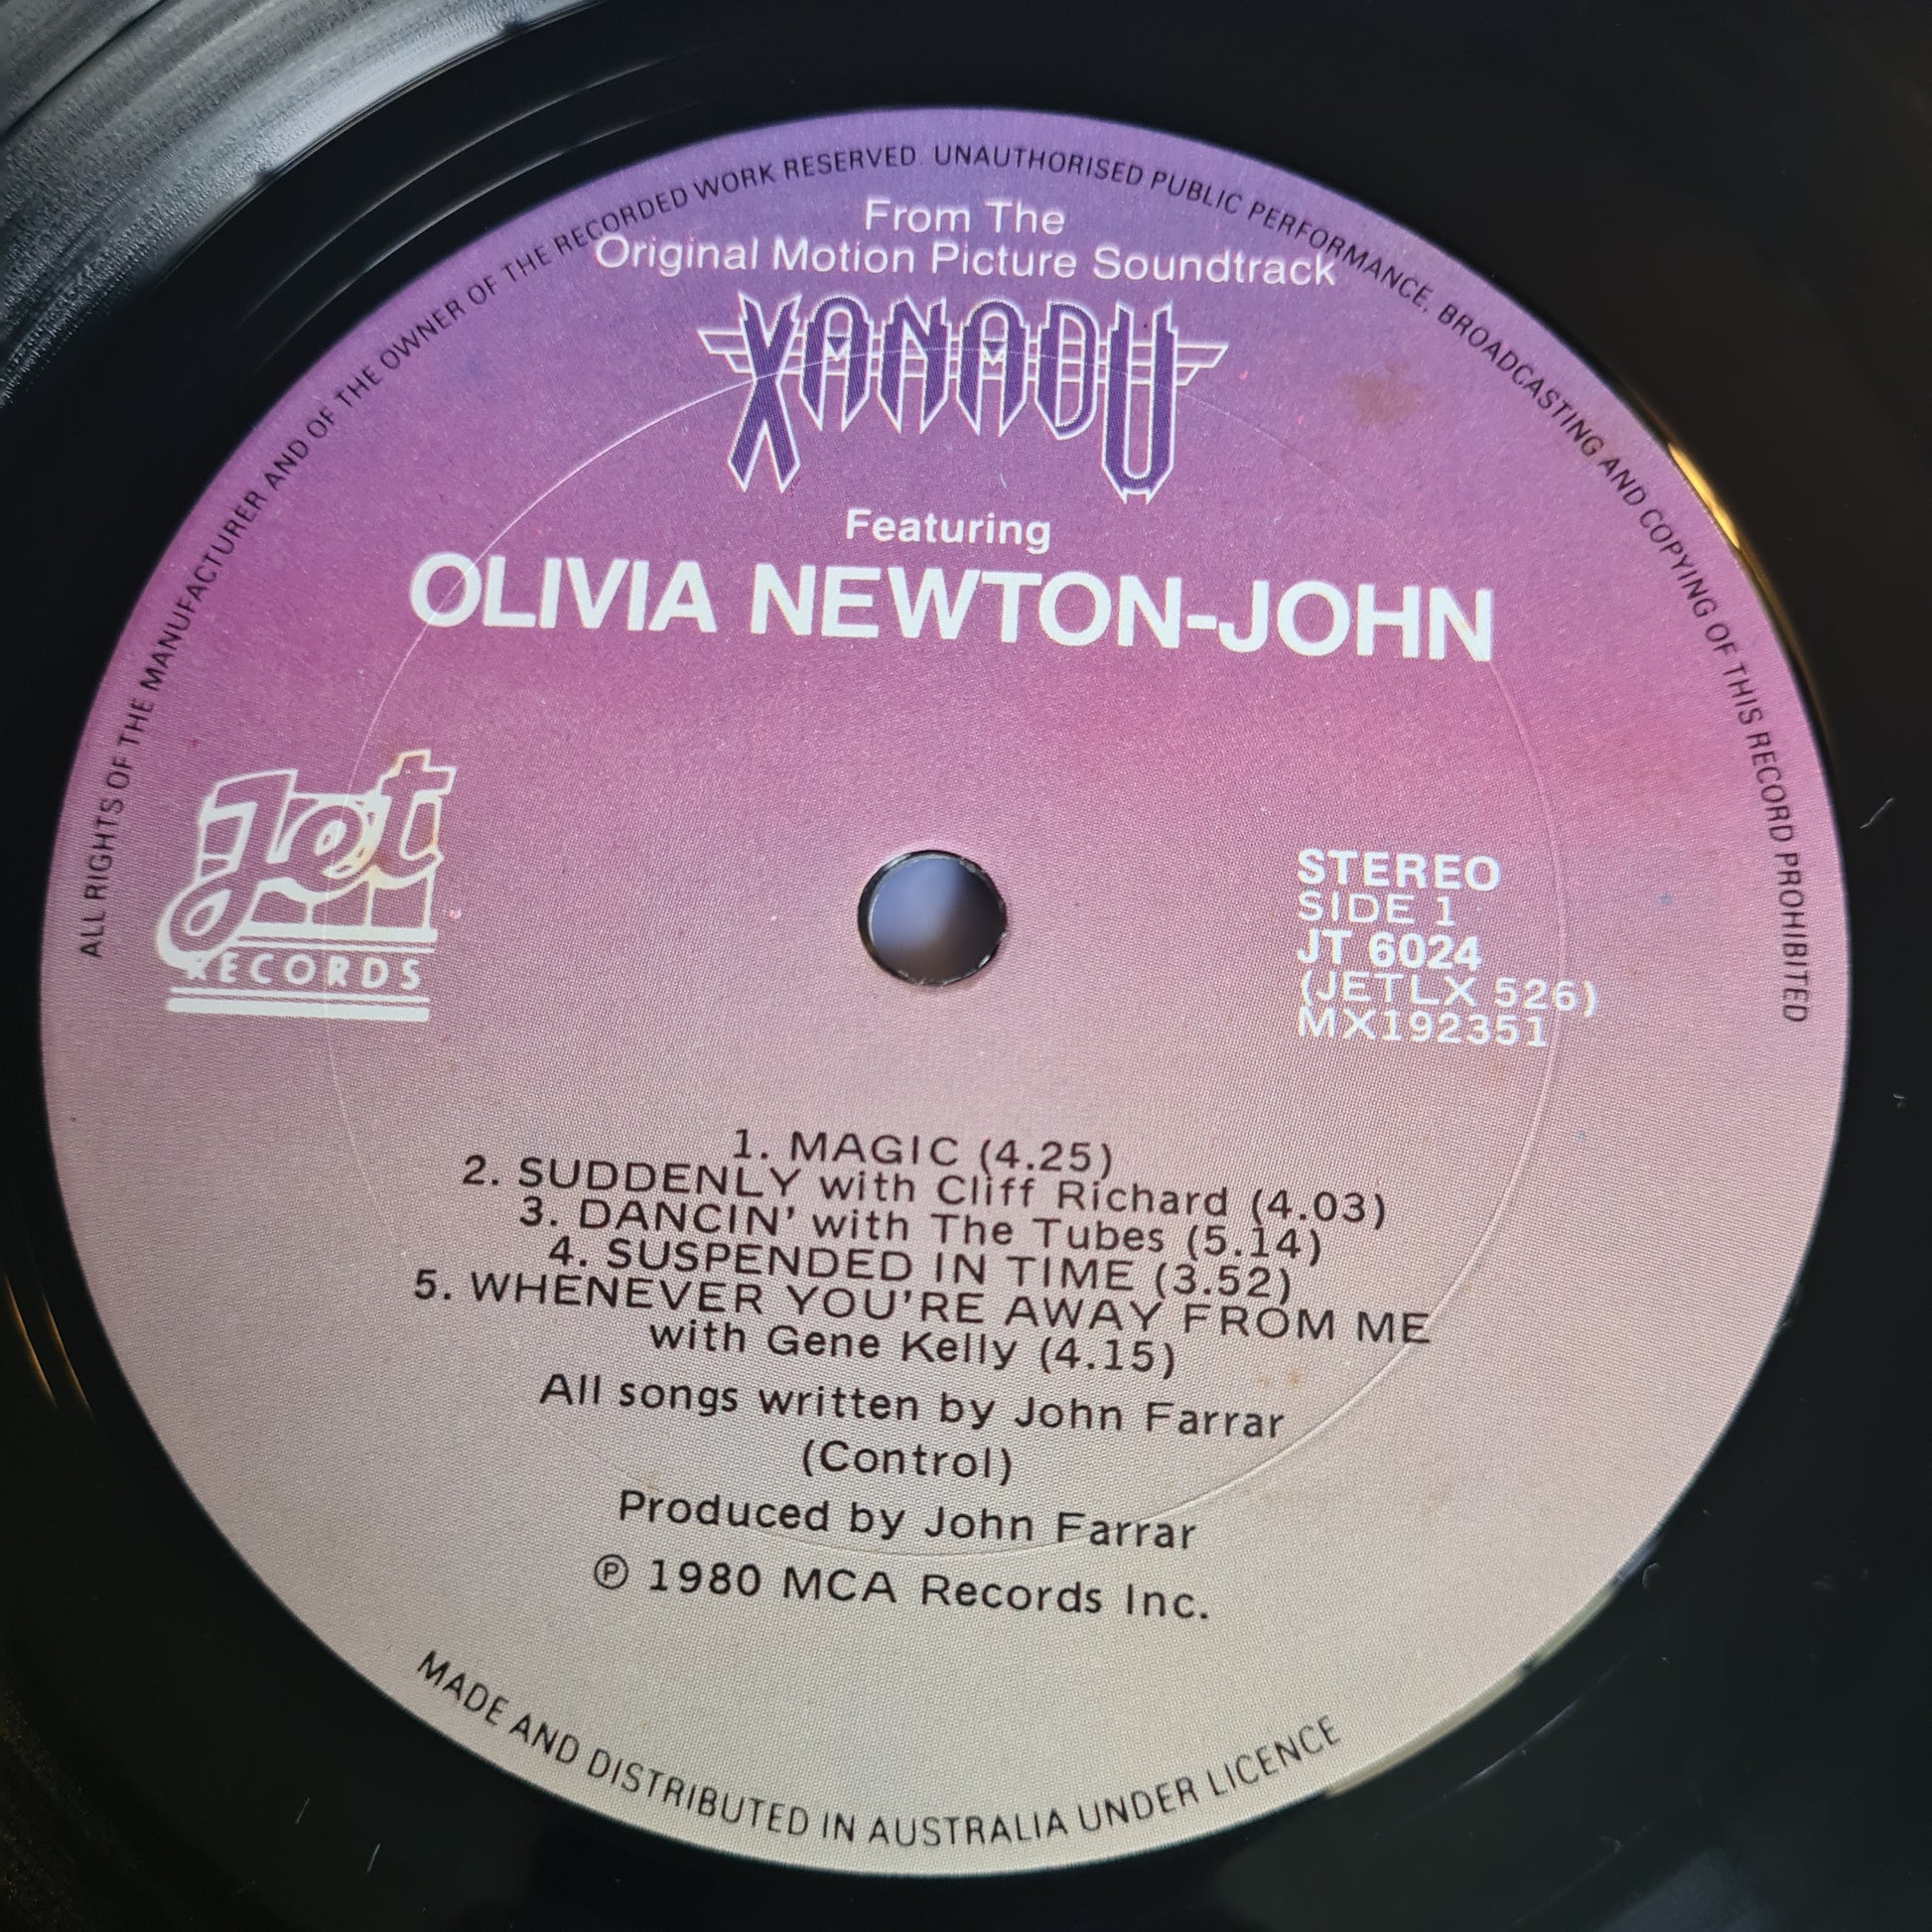 ALL RIGHTS OF THE MANUFACTURER AND OF THE OWNER OF THE RECORDED WORK RESERVED. UNAUTHORISED PUBLIC PERFORMANCE, BROADCASTING AND COPYING OF THIS RECORD PROHIBITED
From The
Original Motion Picture Soundtrack
XANADU
Featuring
OLIVIA NEWTON-JOHN
Jet
RECORDS
STEREO
SIDE 1
JT 6024
(JETLX 526)
MX192351
1. MAGIC (4.25)
2. SUDDENLY with Cliff Richard (4.03)
3. DANCIN' with The Tubes (5.14)
4. SUSPENDED IN TIME (3.52)
5. WHENEVER YOU'RE AWAY FROM ME
with Gene Kelly (4.15)
All songs written by John Farrar
(Control)
Produced by John Farrar
℗ 1980 MCA Records Inc.
MADE AND DISTRIBUTED IN AUSTRALIA UNDER LICENCE